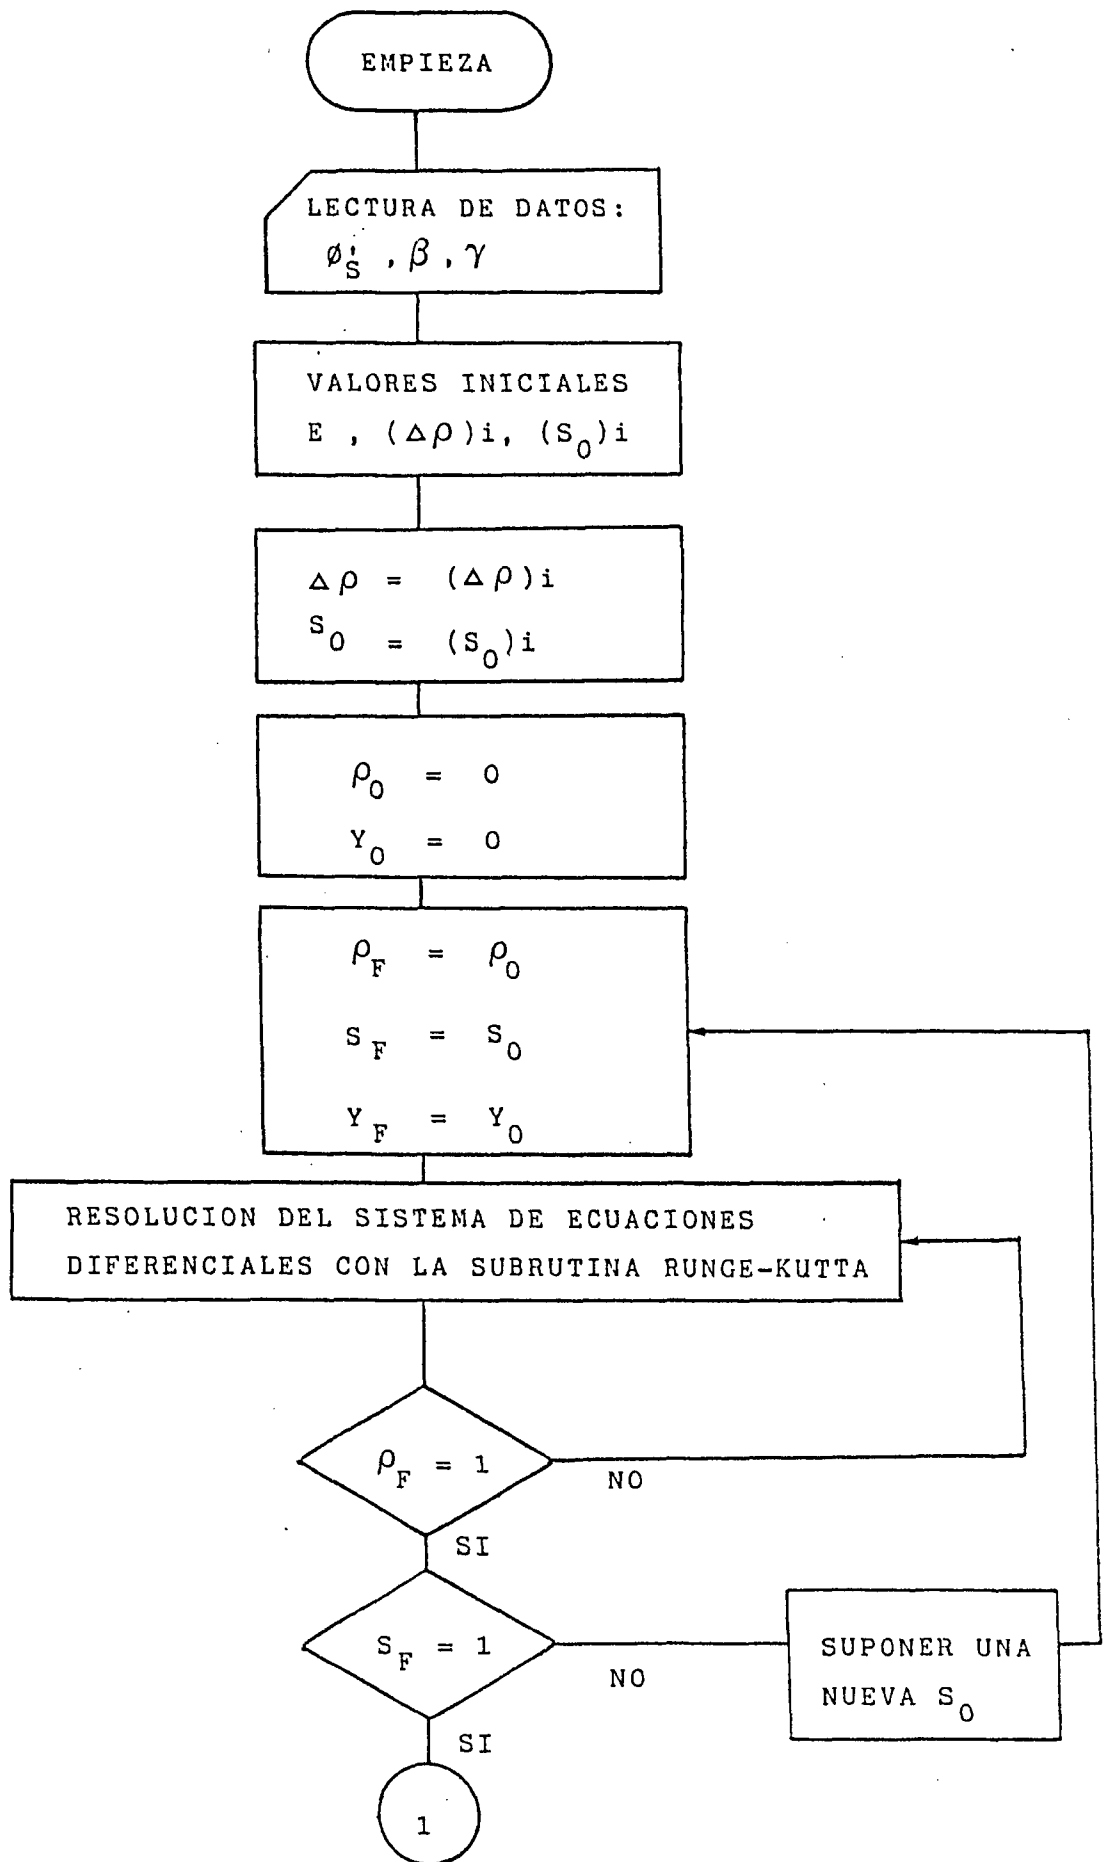 EMPIEZA
LECTURA DE DATOS:
Ø'S , β , γ
VALORES INICIALES
E , (Δρ)i, (S0)i
Δρ = (Δρ)i
S0 = (S0)i
ρ0 = 0
Y0 = 0
ρF = ρ0
SF = S0
YF = Y0
RESOLUCION DEL SISTEMA DE ECUACIONES
DIFERENCIALES CON LA SUBRUTINA RUNGE-KUTTA
ρF = 1
NO
SI
SF = 1
NO
SUPONER UNA
NUEVA S0
SI
1